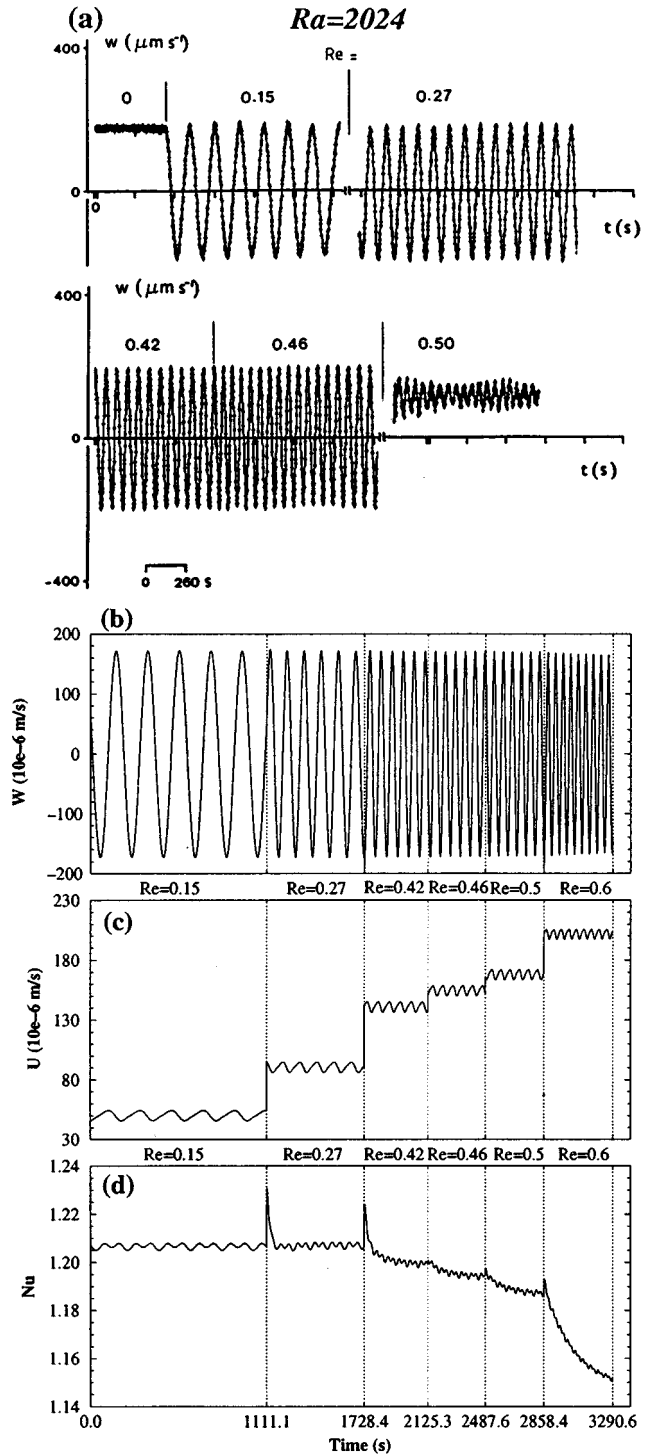 (a) Ra=2024
400 w (μm s⁻¹) Re =
0 0.15 0.27
0
0 t(s)
400 w (μm s⁻¹)
0.42 0.46 0.50
0
t(s)
-400 0 260 S
(b)
200
100
0
−100
−200
W (10e−6 m/s)
Re=0.15 Re=0.27 Re=0.42 Re=0.46 Re=0.5 Re=0.6
(c)
230
180
130
80
30
U (10e−6 m/s)
Re=0.15 Re=0.27 Re=0.42 Re=0.46 Re=0.5 Re=0.6
(d)
1.24
1.22
1.20
1.18
1.16
1.14
Nu
0.0 1111.1 1728.4 2125.3 2487.6 2858.4 3290.6
Time (s)